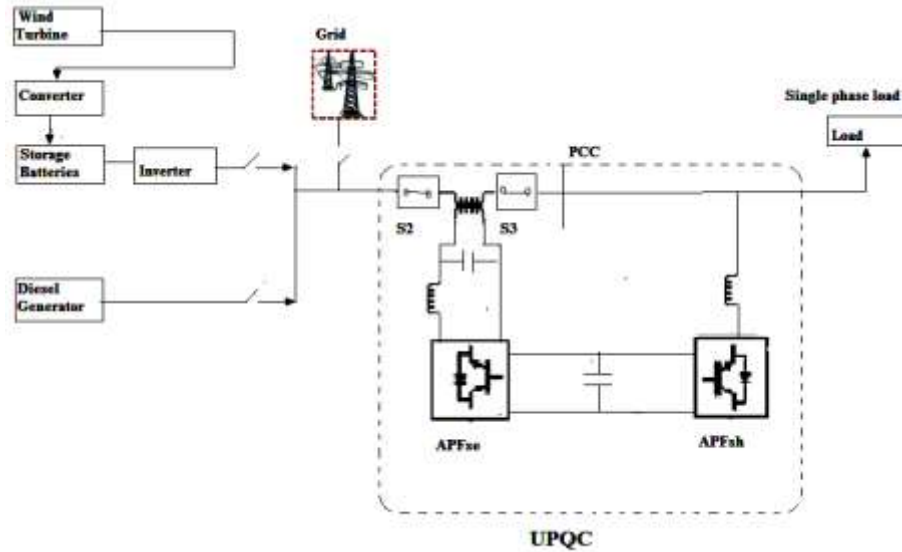 Wind
Turbine
Grid
Converter
Single phase load
Load
Storage
Batteries
Inverter
PCC
S2
S3
Diesel
Generator
APFse
APFsh
UPQC